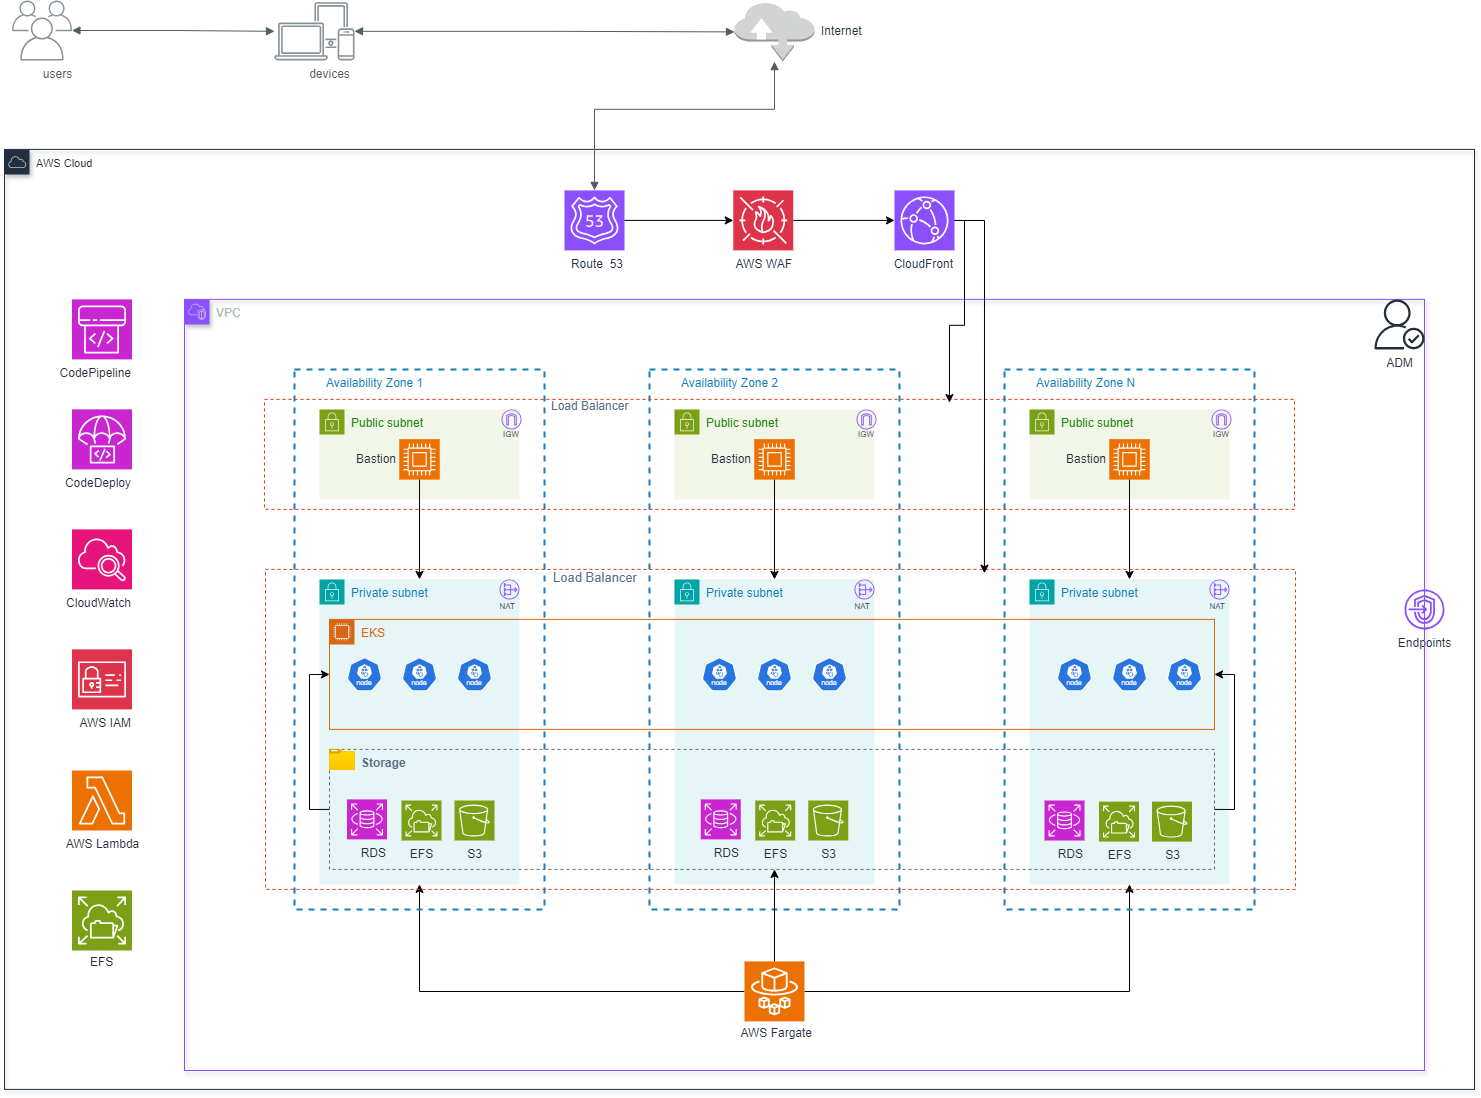 users
devices
Internet
AWS Cloud
53
Route 53
AWS WAF
CloudFront
VPC
CodePipeline
CodeDeploy
CloudWatch
AWS IAM
AWS Lambda
EFS
ADM
Endpoints
Availability Zone 1
Availability Zone 2
Availability Zone N
Load Balancer
Public subnet
IGW
Bastion
Public subnet
IGW
Bastion
Public subnet
IGW
Bastion
Load Balancer
Private subnet
NAT
Private subnet
NAT
Private subnet
NAT
EKS
node
node
node
node
node
node
node
node
node
Storage
RDS
EFS
S3
RDS
EFS
S3
RDS
EFS
S3
AWS Fargate